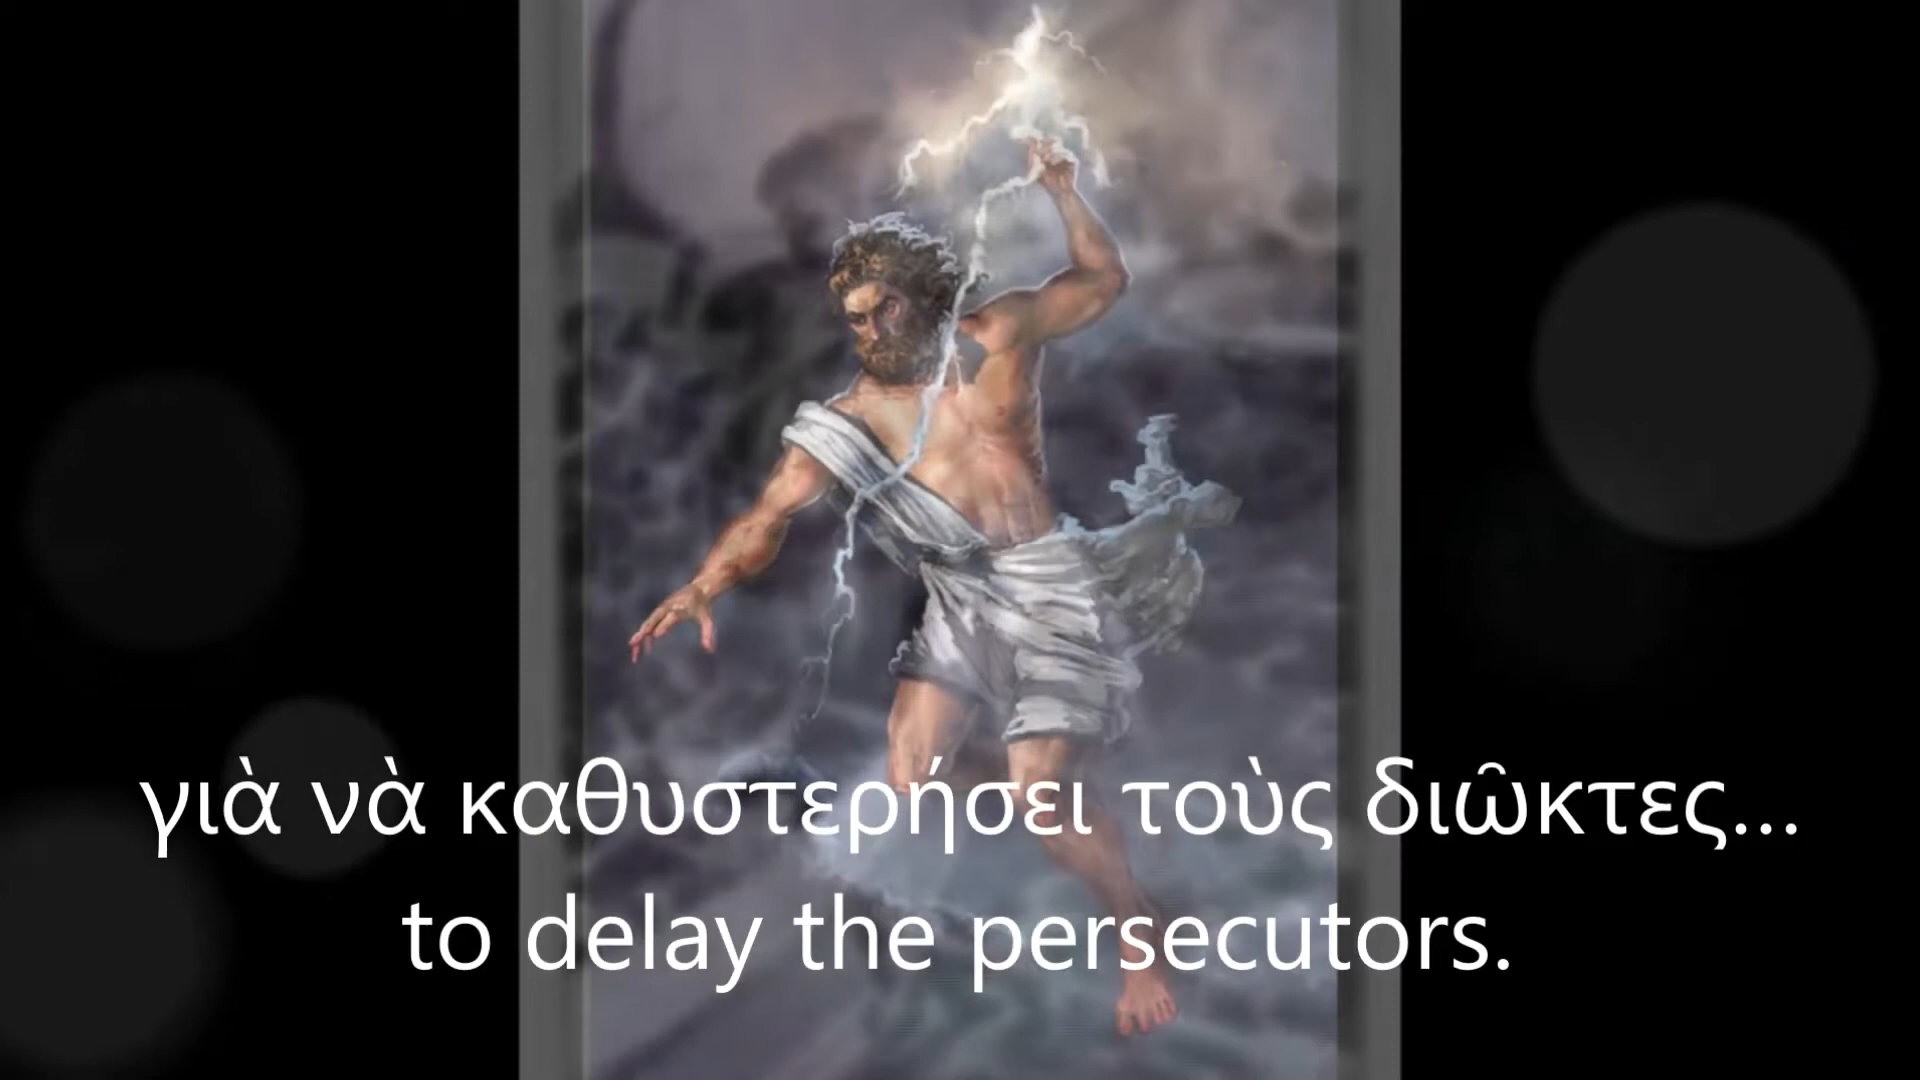 γιὰ νὰ καθυστερήσει τοὺς διῶκτες...
to delay the persecutors.